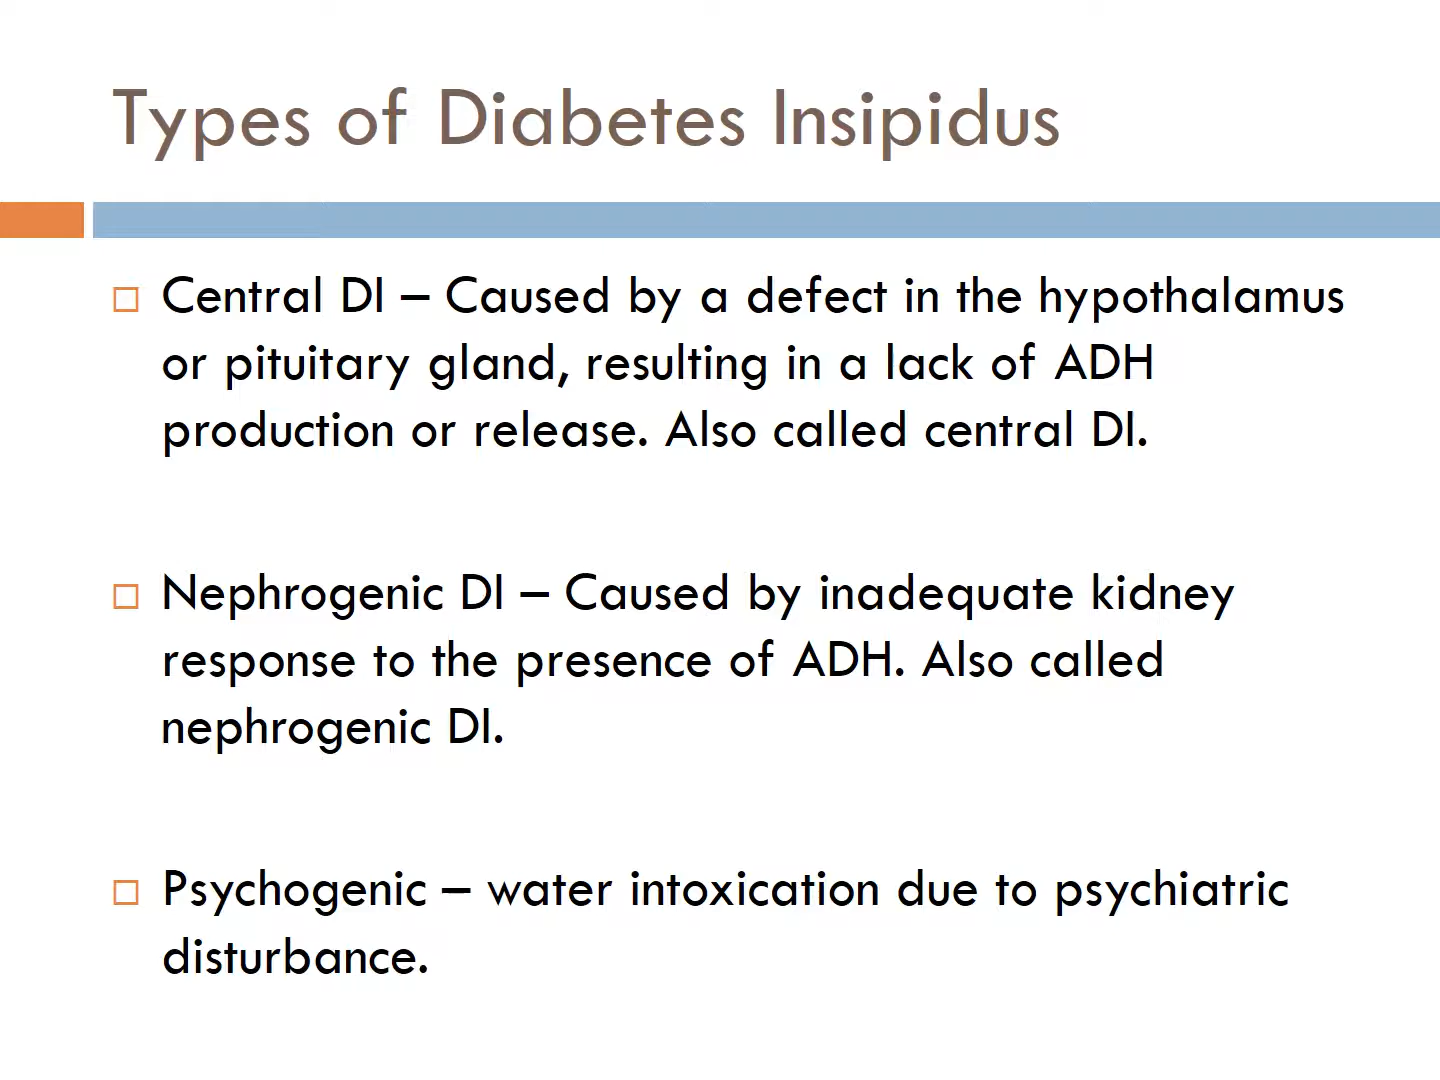 Types of Diabetes Insipidus
Central DI – Caused by a defect in the hypothalamus
or pituitary gland, resulting in a lack of ADH
production or release. Also called central DI.
Nephrogenic DI – Caused by inadequate kidney
response to the presence of ADH. Also called
nephrogenic DI.
Psychogenic – water intoxication due to psychiatric
disturbance.